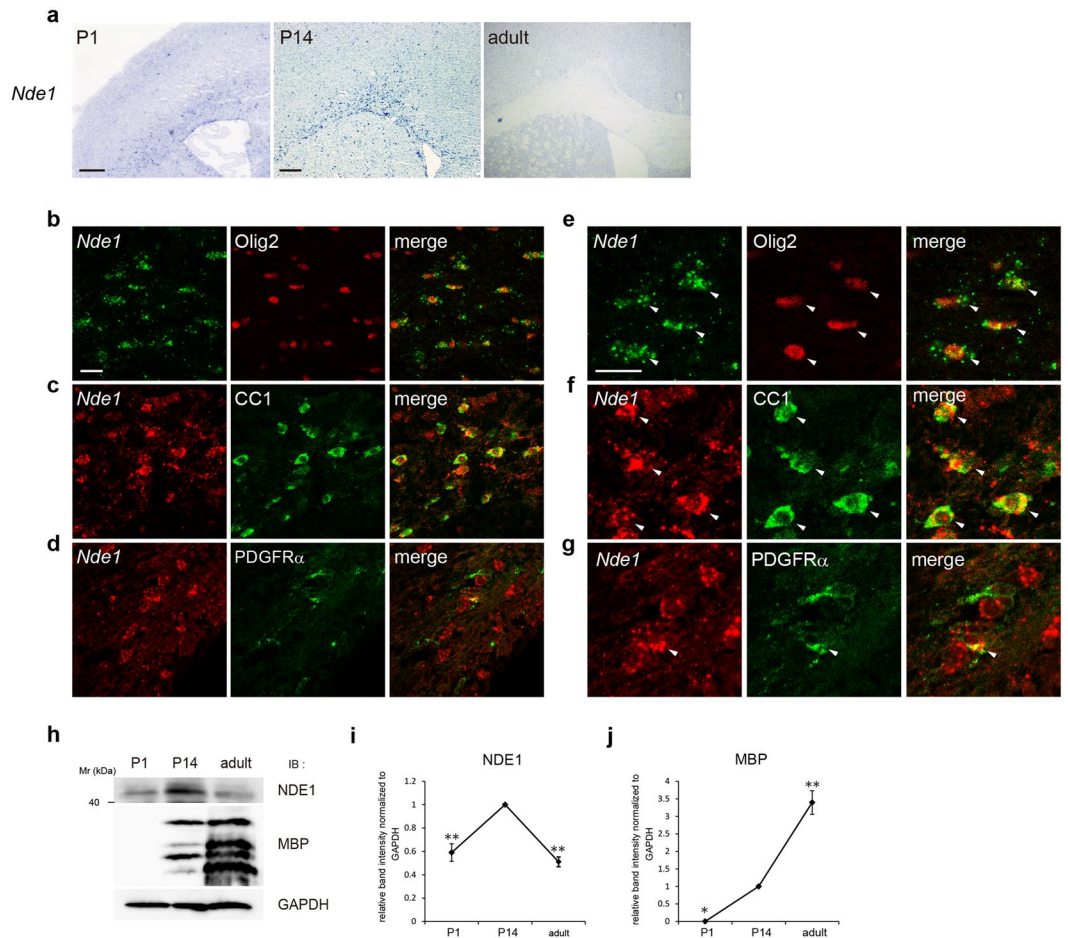 a
P1 P14 adult
Nde1
b
Nde1 Olig2 merge
e
Nde1 Olig2 merge
c
Nde1 CC1 merge
f
Nde1 CC1 merge
d
Nde1 PDGFRα merge
g
Nde1 PDGFRα merge
h
P1 P14 adult IB :
Mr (kDa)
NDE1
40
MBP
GAPDH
i
NDE1
relative band intensity normalized to
GAPDH
1.2
1
0.8
0.6
0.4
0.2
0
**
**
P1 P14 adult
j
MBP
relative band intensity normalized to
GAPDH
4
3.5
3
2.5
2
1.5
1
0.5
0
*
**
P1 P14 adult